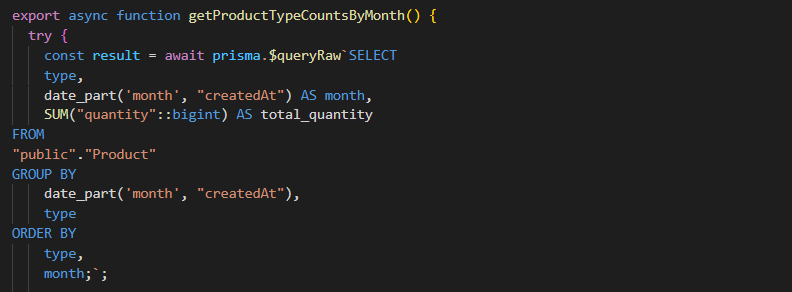 export async function getProductTypeCountsByMonth() {
  try {
    const result = await prisma.$queryRaw`SELECT
    type,
    date_part('month', "createdAt") AS month,
    SUM("quantity"::bigint) AS total_quantity
FROM
"public"."Product"
GROUP BY
    date_part('month', "createdAt"),
    type
ORDER BY
    type,
    month;`;